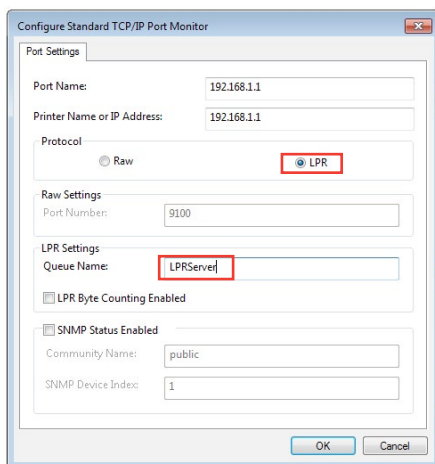 Configure Standard TCP/IP Port Monitor
Port Settings
Port Name: 192.168.1.1
Printer Name or IP Address: 192.168.1.1
Protocol
Raw LPR
Raw Settings
Port Number: 9100
LPR Settings
Queue Name: LPRServer
LPR Byte Counting Enabled
SNMP Status Enabled
Community Name: public
SNMP Device Index: 1
OK Cancel